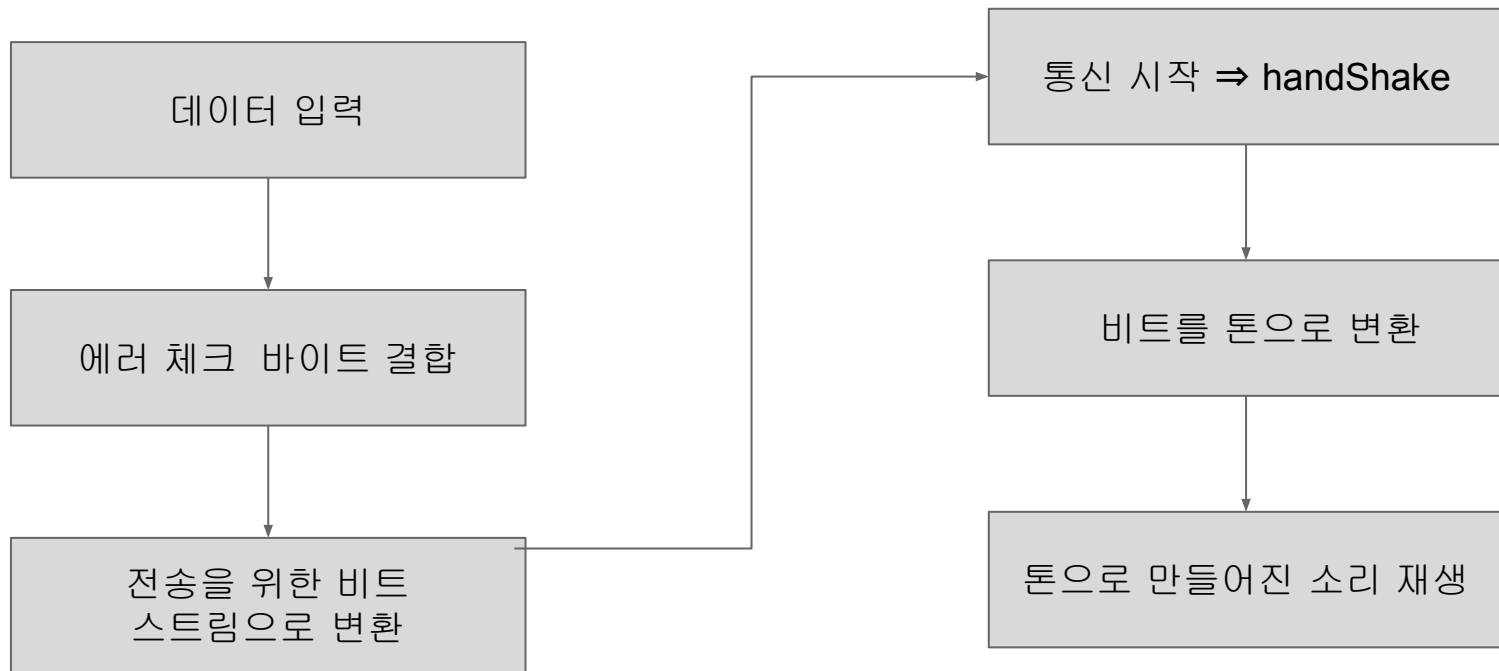 데이터 입력
에러 체크  바이트 결합
전송을 위한 비트
스트림으로 변환
통신 시작 ⇒ handShake
비트를 톤으로 변환
톤으로 만들어진 소리 재생